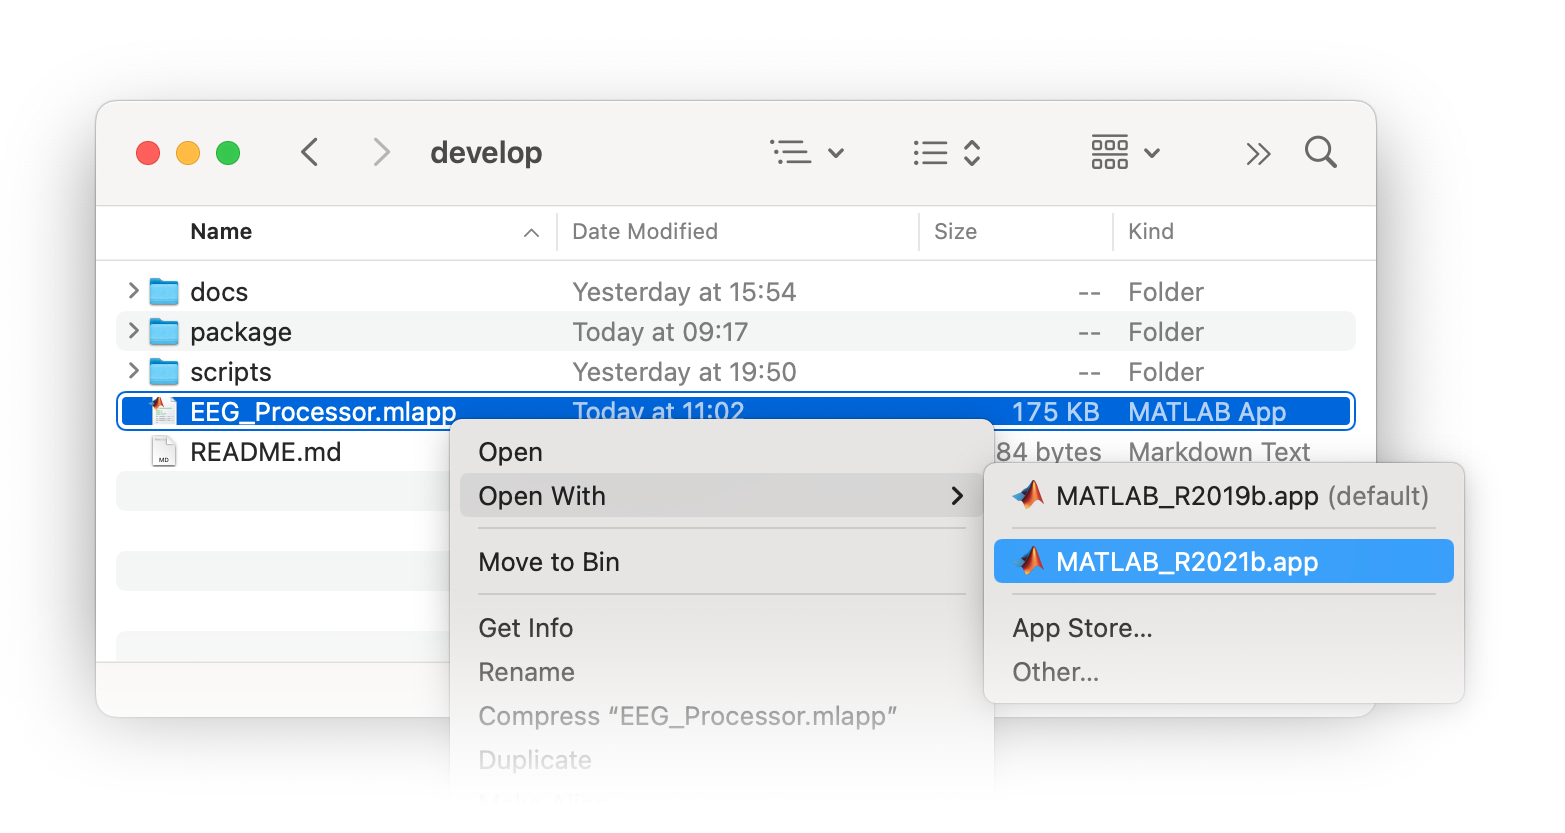 develop
Name Date Modified Size Kind
docs Yesterday at 15:54 -- Folder
package Today at 09:17 -- Folder
scripts Yesterday at 19:50 -- Folder
EEG_Processor.mlapp Today at 11:02 175 KB MATLAB App
MD README.md 84 bytes Markdown Text
Open
Open With
Move to Bin
Get Info
Rename
Compress “EEG_Processor.mlapp”
Duplicate
MATLAB_R2019b.app (default)
MATLAB_R2021b.app
App Store...
Other...